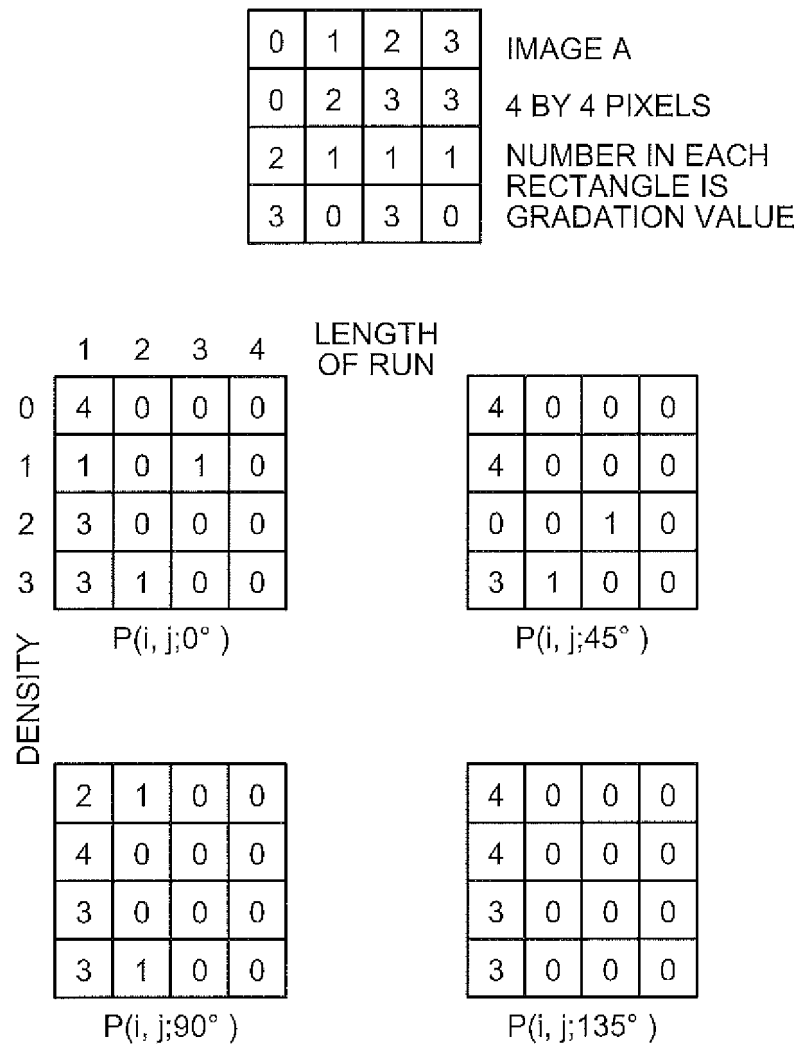 0 1 2 3 IMAGE A
0 2 3 3 4 BY 4 PIXELS
2 1 1 1 NUMBER IN EACH
RECTANGLE IS
3 0 3 0 GRADATION VALUE
1 2 3 4 LENGTH
OF RUN
0 4 0 0 0
1 1 0 1 0
2 3 0 0 0
3 3 1 0 0
P(i, j;0° )
4 0 0 0
4 0 0 0
0 0 1 0
3 1 0 0
P(i, j;45° )
DENSITY
2 1 0 0
4 0 0 0
3 0 0 0
3 1 0 0
P(i, j;90° )
4 0 0 0
4 0 0 0
3 0 0 0
3 0 0 0
P(i, j;135° )